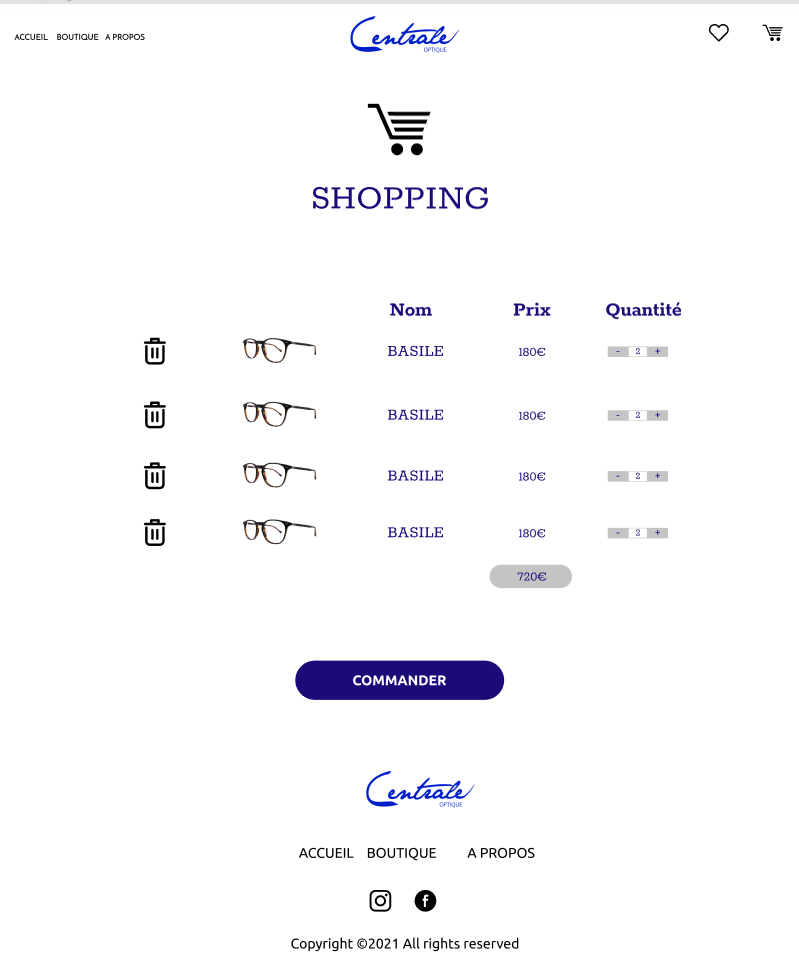 ACCUEIL BOUTIQUE A PROPOS
Centrale
OPTIQUE
SHOPPING
Nom Prix Quantité
BASILE 180€ - 2 +
BASILE 180€ - 2 +
BASILE 180€ - 2 +
BASILE 180€ - 2 +
720€
COMMANDER
Centrale
OPTIQUE
ACCUEIL BOUTIQUE A PROPOS
Copyright ©2021 All rights reserved